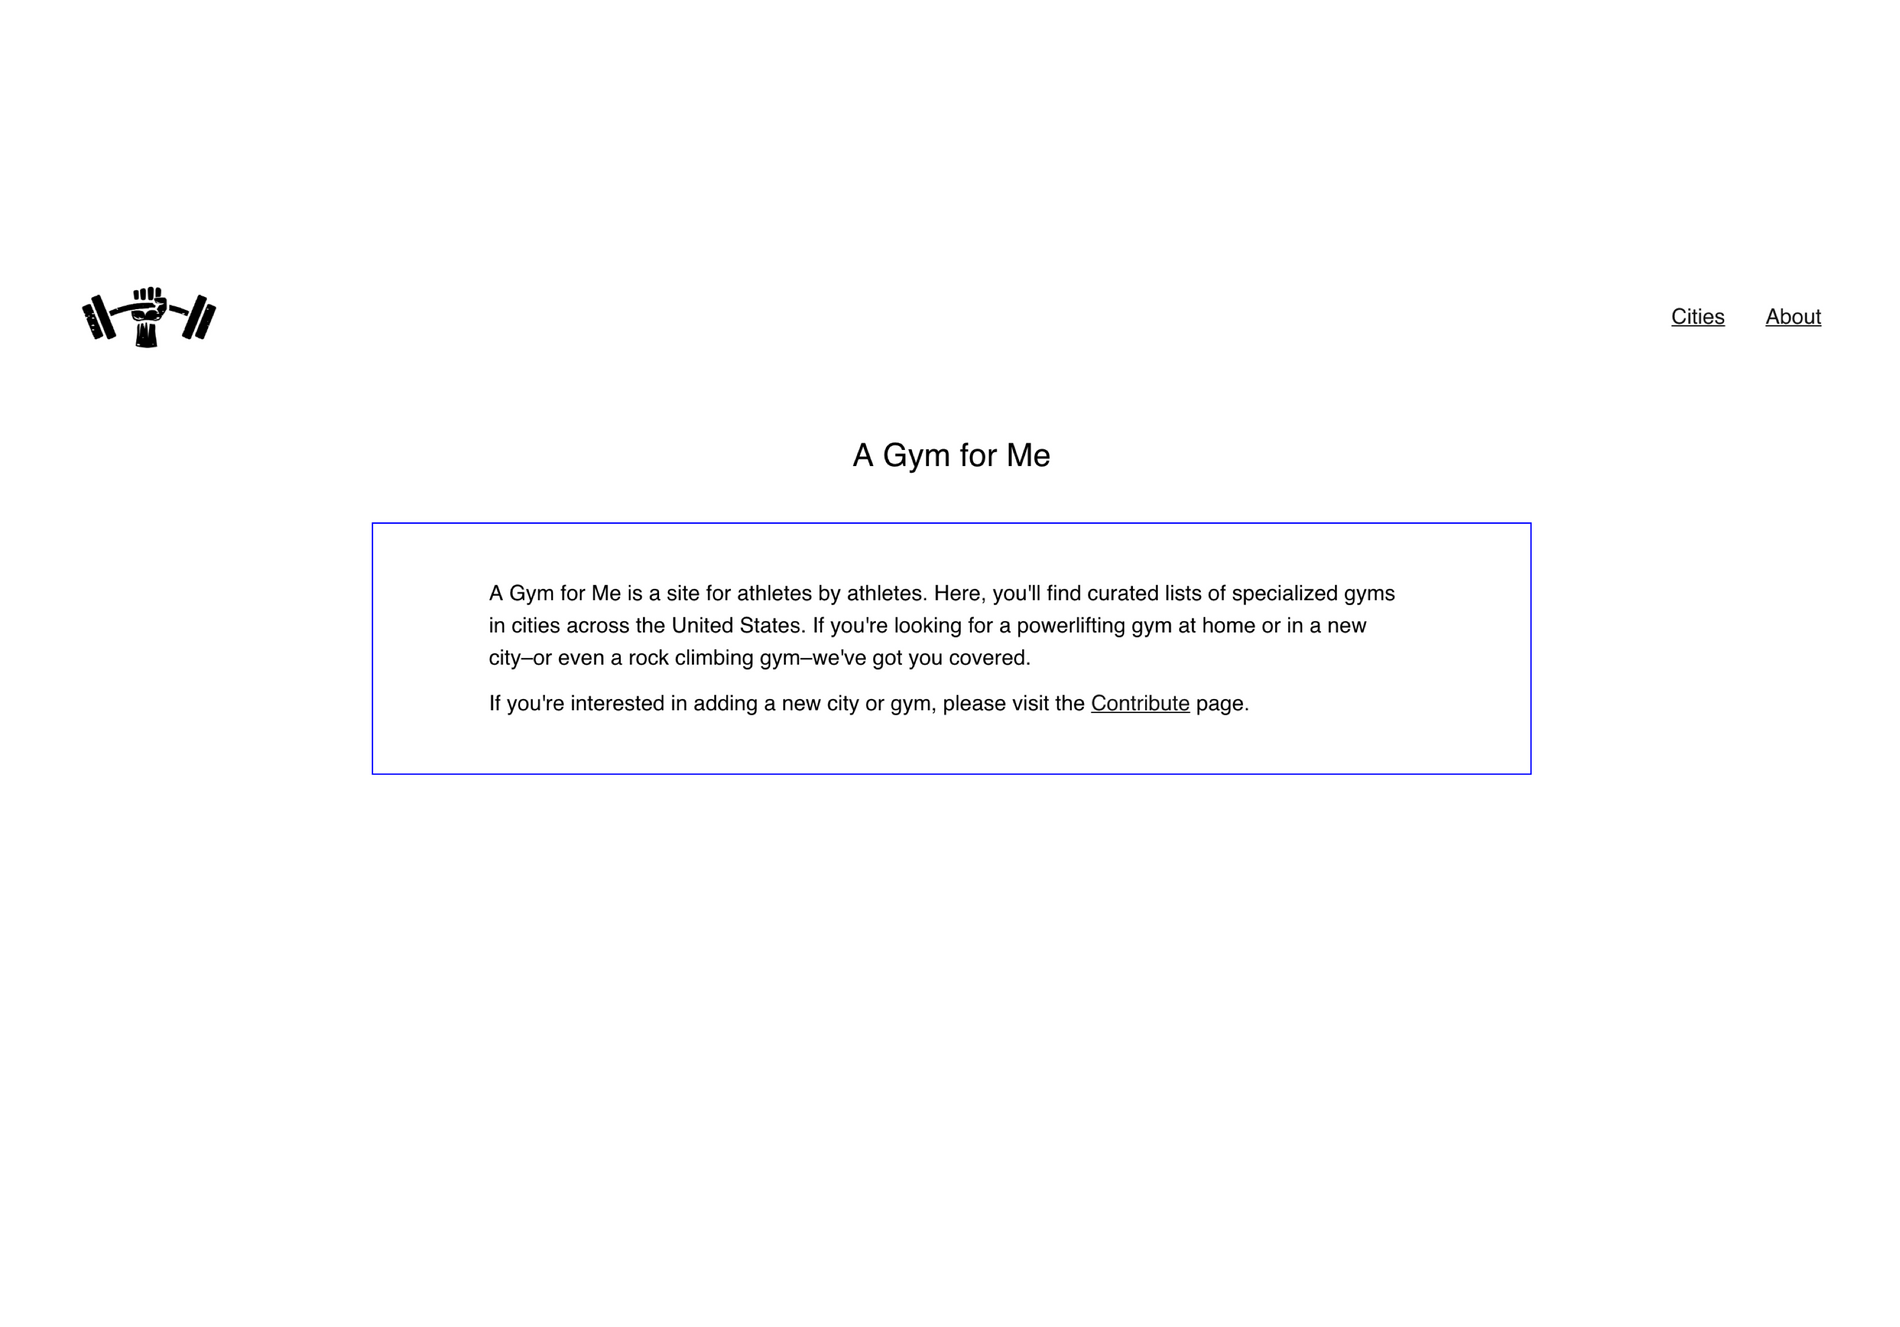 Cities About
A Gym for Me
A Gym for Me is a site for athletes by athletes. Here, you'll find curated lists of specialized gyms
in cities across the United States. If you're looking for a powerlifting gym at home or in a new
city–or even a rock climbing gym–we've got you covered.
If you're interested in adding a new city or gym, please visit the Contribute page.